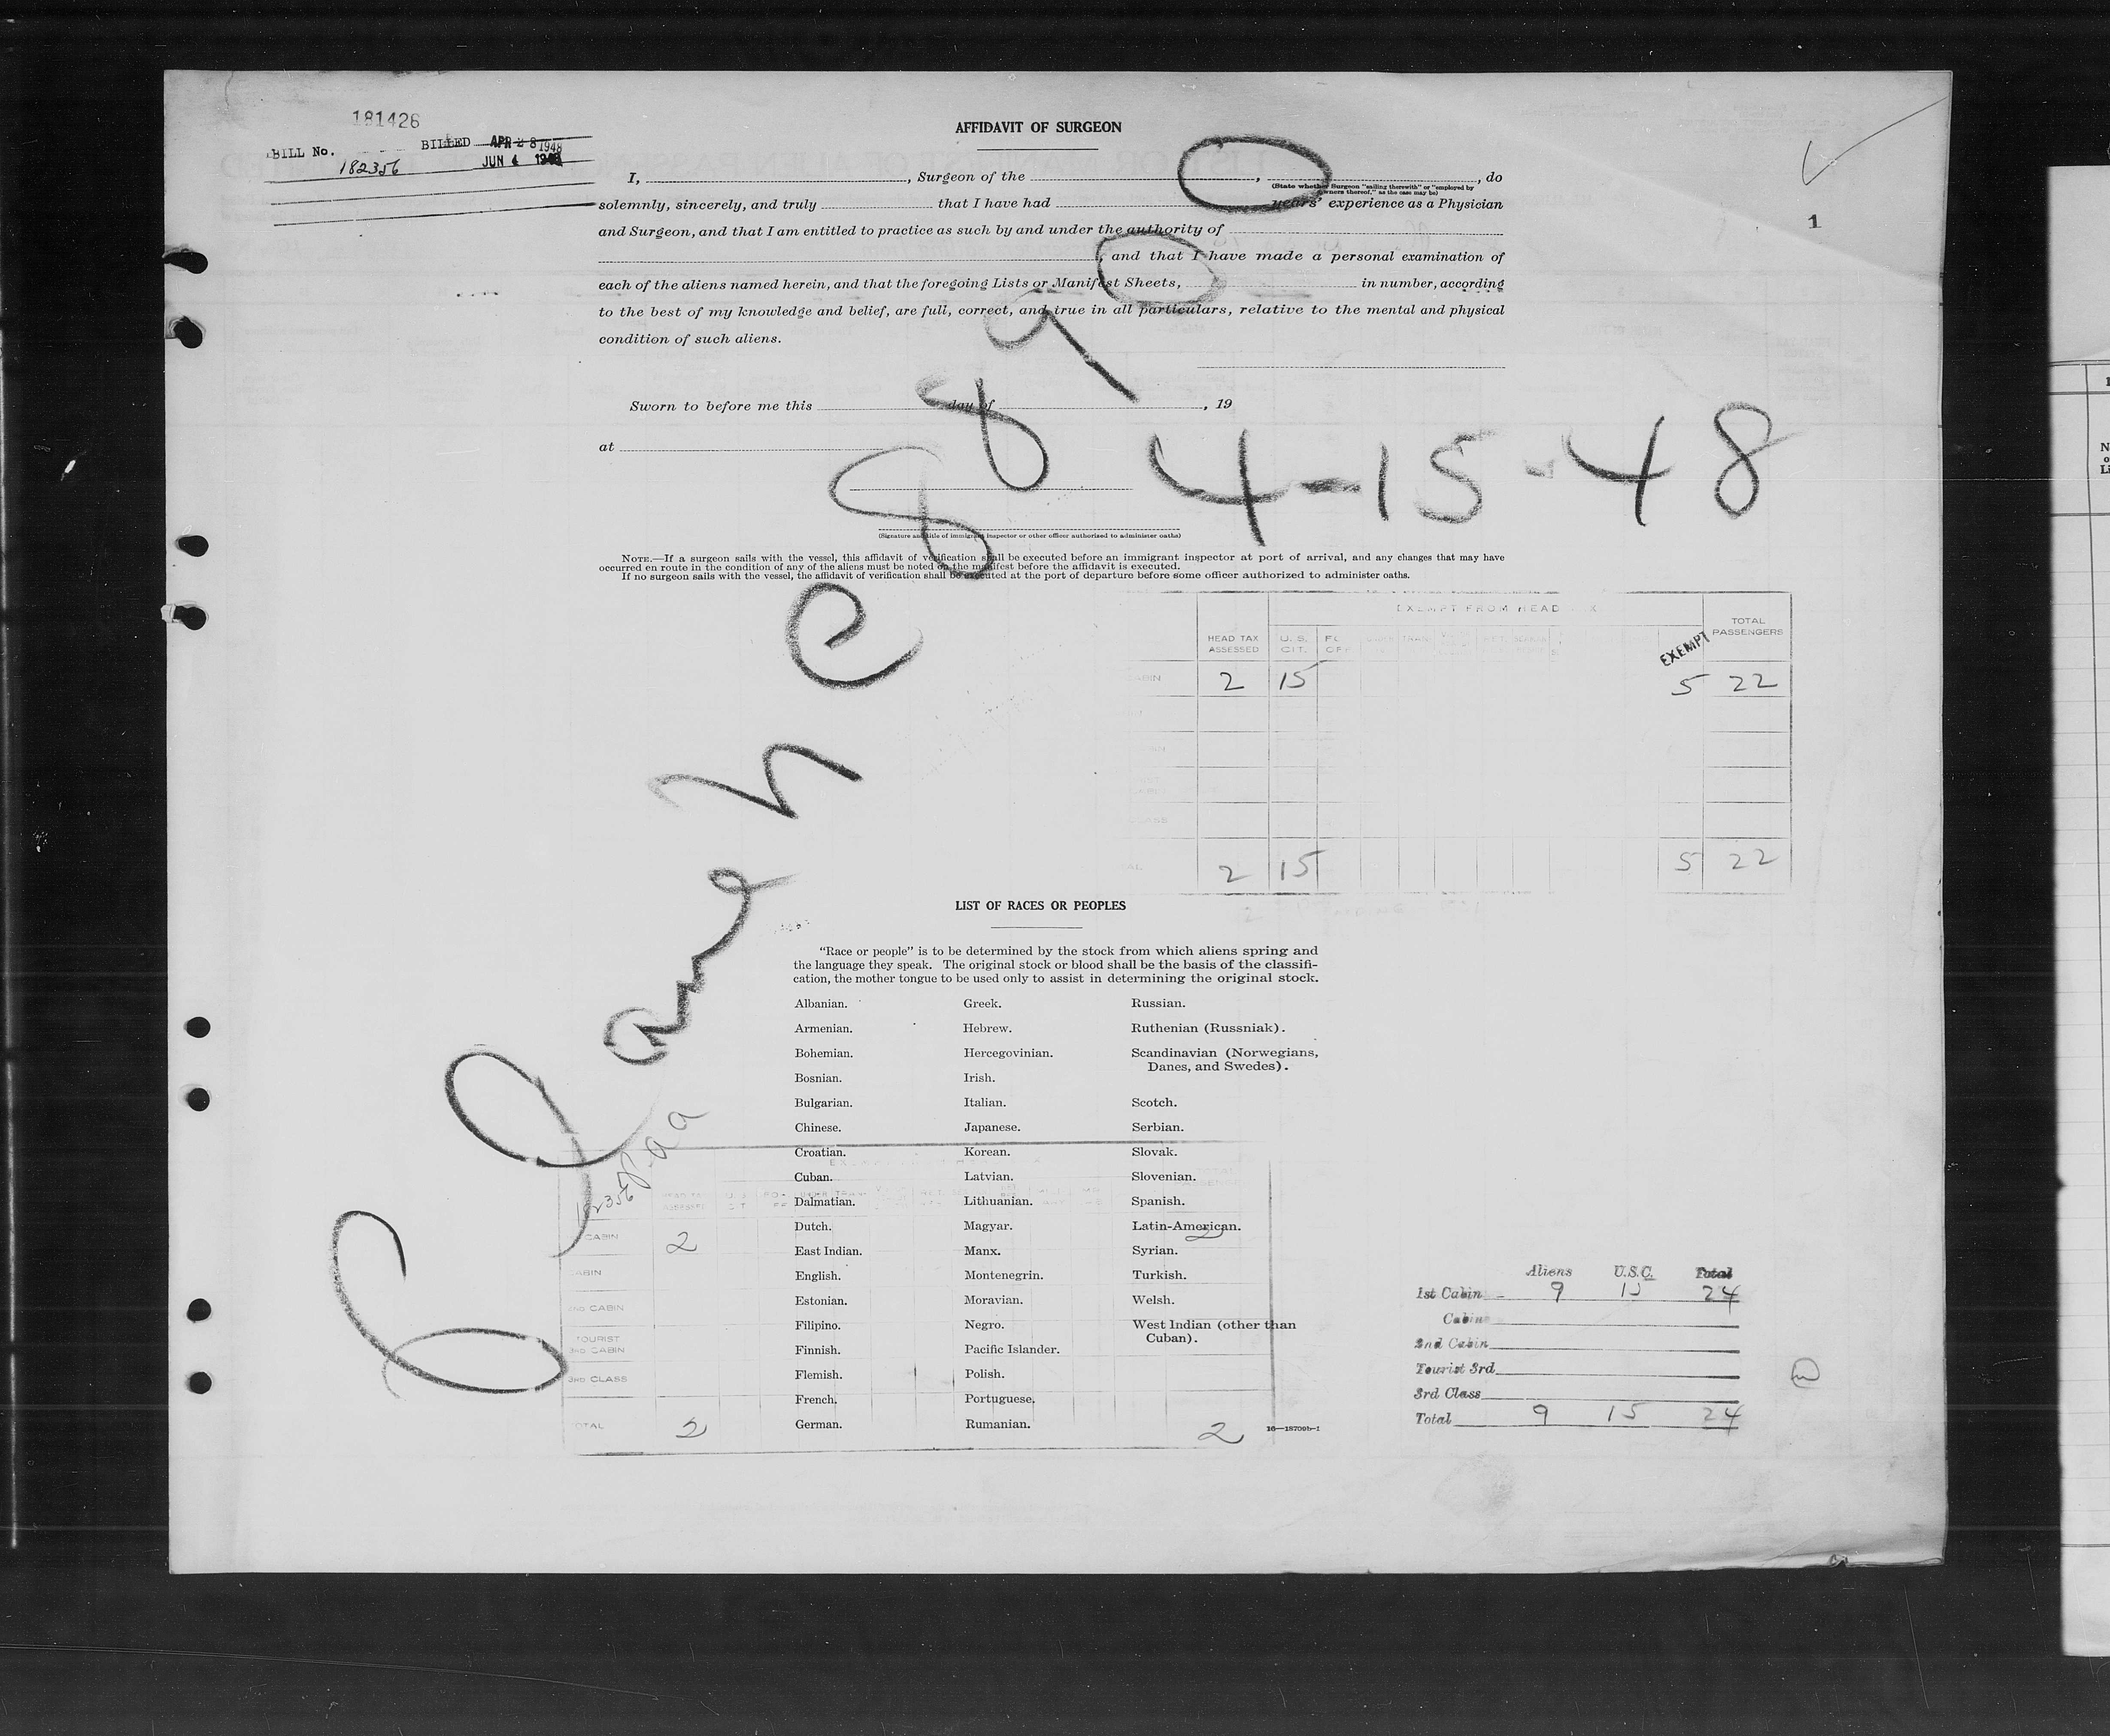 181426
BILL No. BILLED APR 28 1948
182356 JUN 4 1948
AFFIDAVIT OF SURGEON
1
I, , Surgeon of the , , do
(State whether Surgeon "sailing therewith" or "employed by owners thereof," as the case may be)
solemnly, sincerely, and truly that I have had years' experience as a Physician
and Surgeon, and that I am entitled to practice as such by and under the authority of
, and that I have made a personal examination of
each of the aliens named herein, and that the foregoing Lists or Manifest Sheets, in number, according
to the best of my knowledge and belief, are full, correct, and true in all particulars, relative to the mental and physical
condition of such aliens.
Sworn to before me this day of , 19
at
4-15-48
(Signature and title of immigrant inspector or other officer authorized to administer oaths)
NOTE.—If a surgeon sails with the vessel, this affidavit of verification shall be executed before an immigrant inspector at port of arrival, and any changes that may have
occurred en route in the condition of any of the aliens must be noted on the manifest before the affidavit is executed.
If no surgeon sails with the vessel, the affidavit of verification shall be executed at the port of departure before some officer authorized to administer oaths.
EXEMPT FROM HEAD
HEAD TAX ASSESSED U. S. CIT. EXEMPT TOTAL PASSENGERS
CABIN 2 15 5 22
2 15 5 22
LIST OF RACES OR PEOPLES
"Race or people" is to be determined by the stock from which aliens spring and
the language they speak. The original stock or blood shall be the basis of the classifi-
cation, the mother tongue to be used only to assist in determining the original stock.
Albanian. Greek. Russian.
Armenian. Hebrew. Ruthenian (Russniak).
Bohemian. Hercegovinian. Scandinavian (Norwegians,
Danes, and Swedes).
Bosnian. Irish.
Bulgarian. Italian. Scotch.
Chinese. Japanese. Serbian.
Croatian. Korean. Slovak.
Cuban. Latvian. Slovenian.
Dalmatian. Lithuanian. Spanish.
Dutch. Magyar. Latin-American.
East Indian. Manx. Syrian.
English. Montenegrin. Turkish.
Estonian. Moravian. Welsh.
Filipino. Negro. West Indian (other than
Cuban).
Finnish. Pacific Islander.
Flemish. Polish.
French. Portuguese.
German. Rumanian.
16—18709b-1
182356
CABIN 2 2
CABIN
2ND CABIN
TOURIST
3RD CABIN
3RD CLASS
TOTAL 2 2
Aliens U.S.C. Total
1st Cabin 9 15 24
Cabin
2nd Cabin
Tourist 3rd
3rd Class
Total 9 15 24